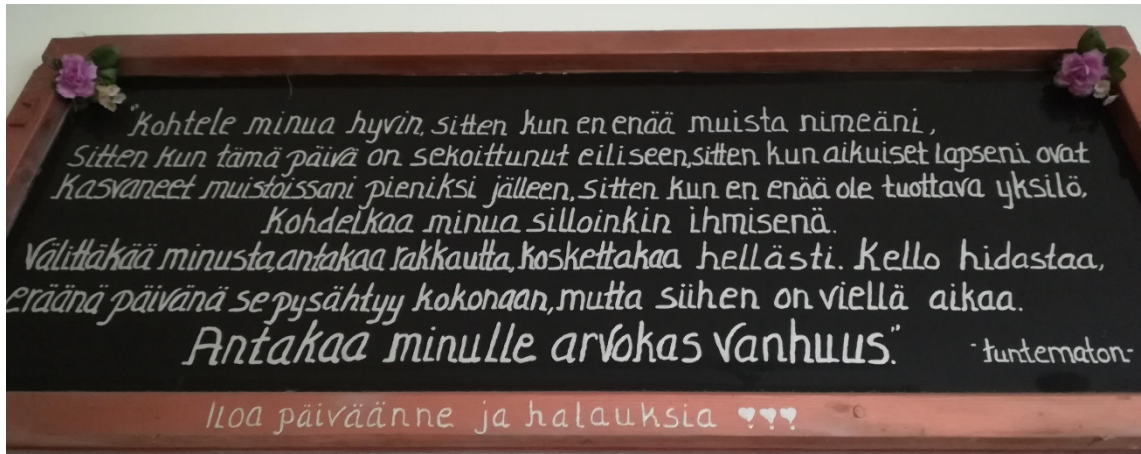 "Kohtele minua hyvin, sitten kun en enää muista nimeäni,
Sitten kun tämä päivä on sekoittunut eiliseen, sitten kun aikuiset lapseni ovat
Kasvaneet muistoissani pieniksi jälleen, sitten kun en enää ole tuottava yksilö,
Kohdelkaa minua silloinkin ihmisenä.
Välittäkää minusta, antakaa rakkautta, koskettakaa hellästi. Kello hidastaa,
eräänä päivänä se pysähtyy kokonaan, mutta siihen on viellä aikaa.
Antakaa minulle arvokas vanhuus."
-tuntematon-
Iloa päiväänne ja halauksia ♥♥♥